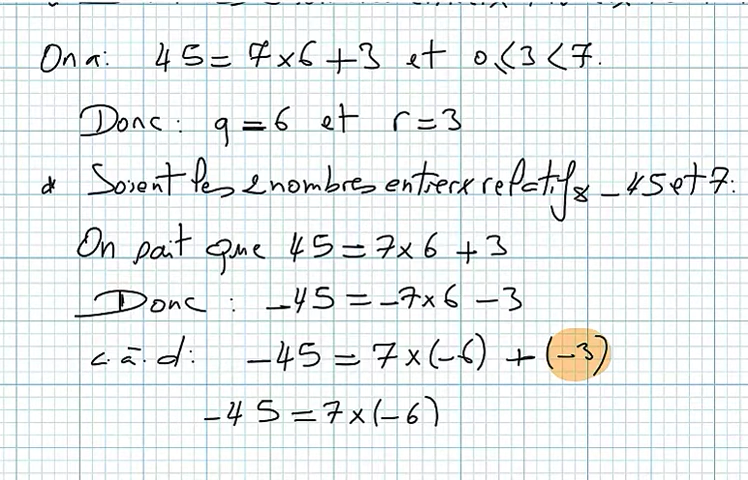 On a: 45 = 7×6+3 et 0≤3<7.
Donc: q=6 et r=3
* Soient les 2 nombres entiers relatifs -45 et 7.
On sait que 45=7×6+3
Donc: -45=-7×6-3
c.à.d: -45=7×(-6)+(-3)
-45=7×(-6)